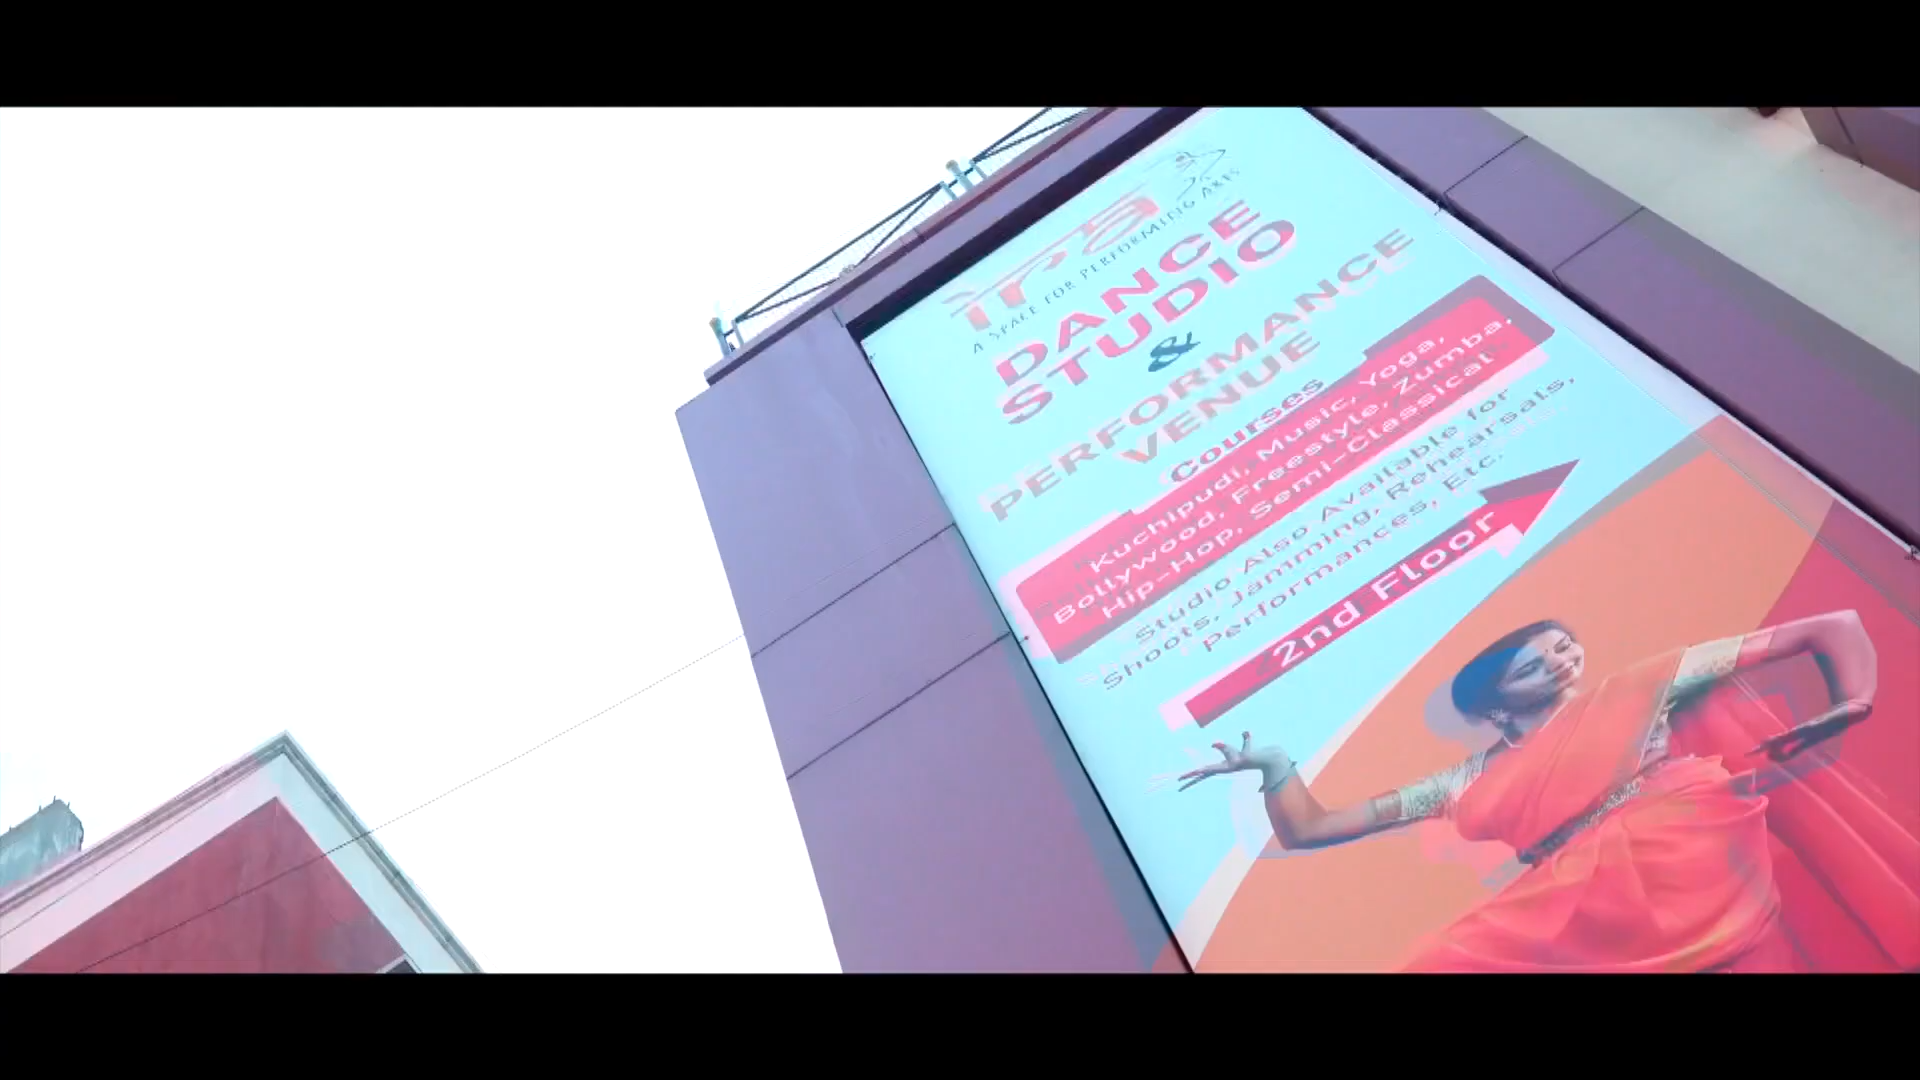 irpa
A SPACE FOR PERFORMING ARTS
DANCE
STUDIO
&
PERFORMANCE
VENUE
Courses
Kuchipudi, Music, Yoga,
Bollywood, Freestyle, Zumba,
Hip-Hop, Semi-Classical.
Studio Also Available for
Shoots, Jamming, Rehearsals,
Performances, Etc.
2nd Floor